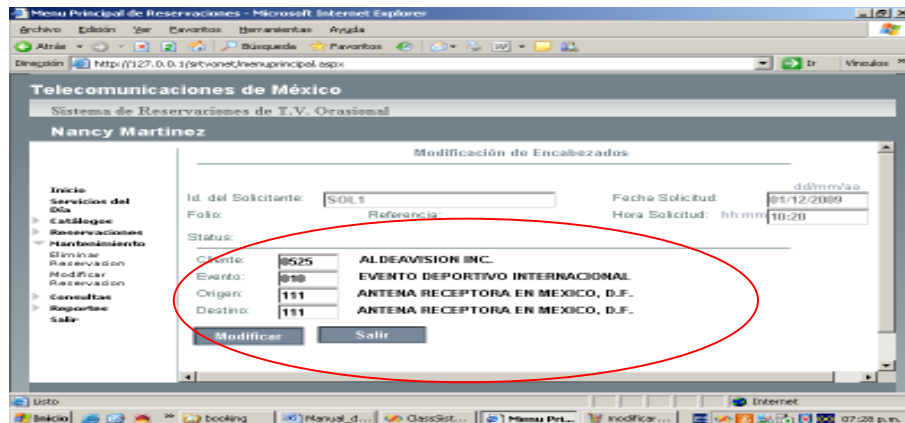 Menu Principal de Reservaciones - Microsoft Internet Explorer
Archivo Edición Ver Favoritos Herramientas Ayuda
Atrás Búsqueda Favoritos
Dirección http://127.0.0.1/srtvonet/menuprincipal.aspx Ir Vínculos »
Telecomunicaciones de México
Sistema de Reservaciones de T.V. Ocasional
Nancy Martinez
Modificación de Encabezados
dd/mm/aa
Inicio
Servicios del Día
Catálogos
Reservaciones
Mantenimiento
Eliminar Reservacion
Modificar Reservacion
Consultas
Reportes
Salir
Id. del Solicitante: SOL1 Fecha Solicitud: 01/12/2009
Folio: Referencia: Hora Solicitud: hh:mm 10:20
Status:
Cliente: 0525 ALDEAVISION INC.
Evento: 010 EVENTO DEPORTIVO INTERNACIONAL
Origen: 111 ANTENA RECEPTORA EN MEXICO, D.F.
Destino: 111 ANTENA RECEPTORA EN MEXICO, D.F.
Modificar Salir
Listo Internet
Inicio » booking Manual_d... ClassSist... Menu Pri... modificar... 07:28 p.m.